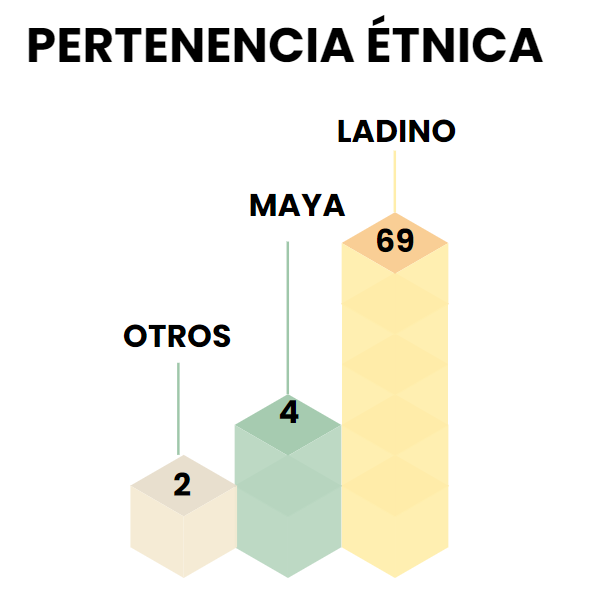 PERTENENCIA ÉTNICA
LADINO
MAYA
69
OTROS
4
2